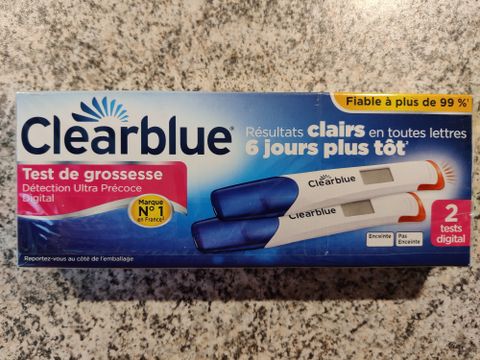 Fiable à plus de 99 %¹
Clearblue®
Résultats clairs en toutes lettres
6 jours plus tôt*
Test de grossesse
Détection Ultra Précoce
Digital
Marque
N°1
en France²
Clearblue
Clearblue
Enceinte
Pas
Enceinte
2
tests
digital
Reportez-vous au côté de l'emballage